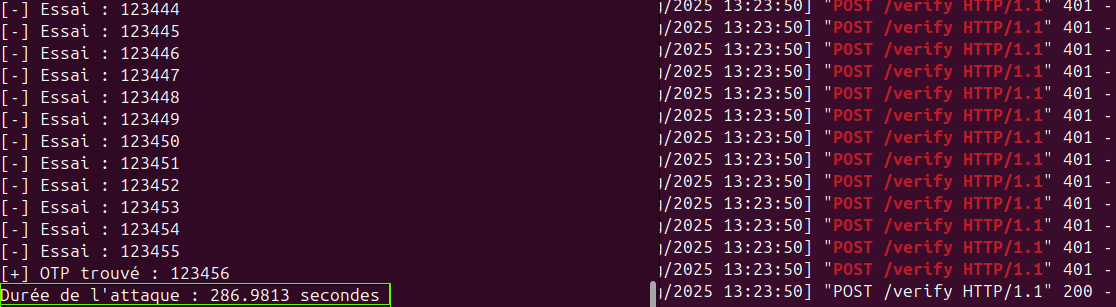 [-] Essai : 123444
[-] Essai : 123445
[-] Essai : 123446
[-] Essai : 123447
[-] Essai : 123448
[-] Essai : 123449
[-] Essai : 123450
[-] Essai : 123451
[-] Essai : 123452
[-] Essai : 123453
[-] Essai : 123454
[-] Essai : 123455
[+] OTP trouvé : 123456
Durée de l'attaque : 286.9813 secondes
/2025 13:23:50] "POST /verify HTTP/1.1" 401 -
/2025 13:23:50] "POST /verify HTTP/1.1" 401 -
/2025 13:23:50] "POST /verify HTTP/1.1" 401 -
/2025 13:23:50] "POST /verify HTTP/1.1" 401 -
/2025 13:23:50] "POST /verify HTTP/1.1" 401 -
/2025 13:23:50] "POST /verify HTTP/1.1" 401 -
/2025 13:23:50] "POST /verify HTTP/1.1" 401 -
/2025 13:23:50] "POST /verify HTTP/1.1" 401 -
/2025 13:23:50] "POST /verify HTTP/1.1" 401 -
/2025 13:23:50] "POST /verify HTTP/1.1" 401 -
/2025 13:23:50] "POST /verify HTTP/1.1" 401 -
/2025 13:23:50] "POST /verify HTTP/1.1" 401 -
/2025 13:23:50] "POST /verify HTTP/1.1" 401 -
/2025 13:23:50] "POST /verify HTTP/1.1" 200 -